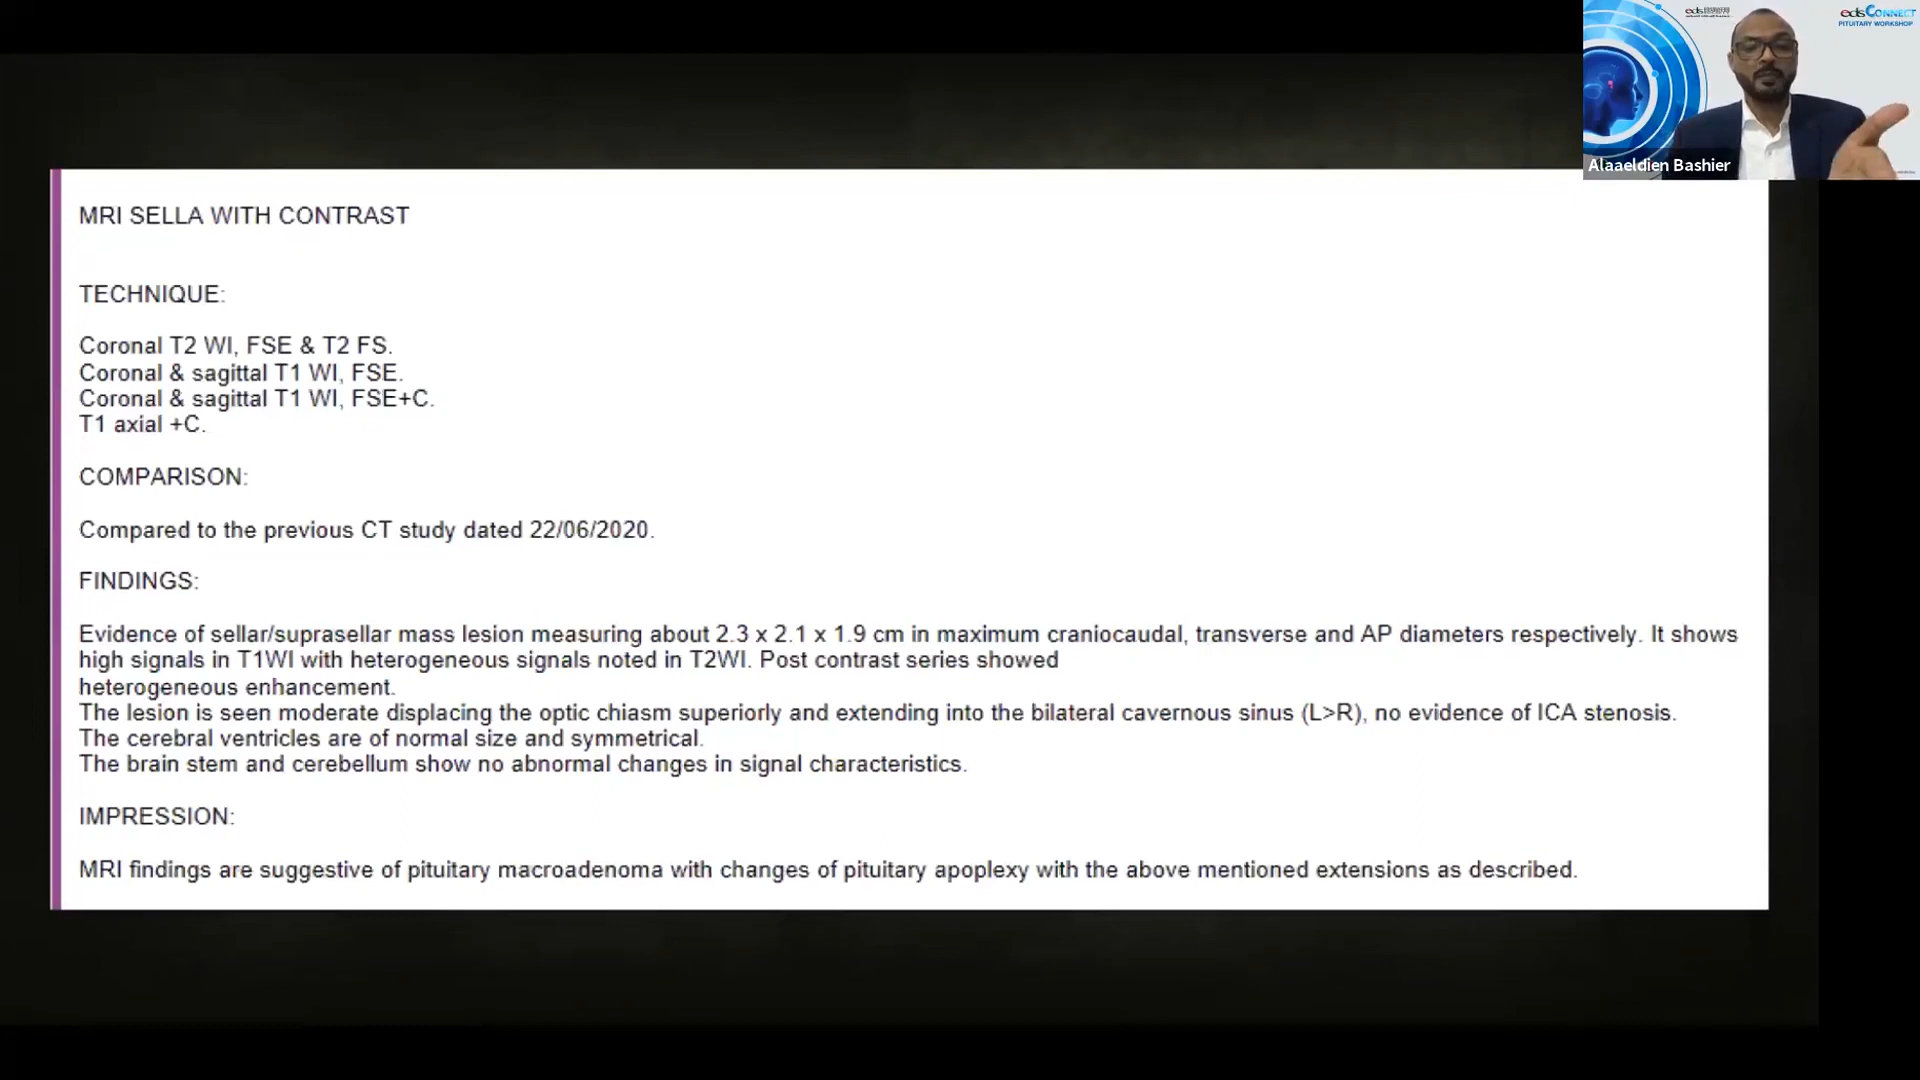 edsCONNECT
PITUITARY WORKSHOP
Alaaeldien Bashier
MRI SELLA WITH CONTRAST
TECHNIQUE:
Coronal T2 WI, FSE & T2 FS.
Coronal & sagittal T1 WI, FSE.
Coronal & sagittal T1 WI, FSE+C.
T1 axial +C.
COMPARISON:
Compared to the previous CT study dated 22/06/2020.
FINDINGS:
Evidence of sellar/suprasellar mass lesion measuring about 2.3 x 2.1 x 1.9 cm in maximum craniocaudal, transverse and AP diameters respectively. It shows
high signals in T1WI with heterogeneous signals noted in T2WI. Post contrast series showed
heterogeneous enhancement.
The lesion is seen moderate displacing the optic chiasm superiorly and extending into the bilateral cavernous sinus (L>R), no evidence of ICA stenosis.
The cerebral ventricles are of normal size and symmetrical.
The brain stem and cerebellum show no abnormal changes in signal characteristics.
IMPRESSION:
MRI findings are suggestive of pituitary macroadenoma with changes of pituitary apoplexy with the above mentioned extensions as described.